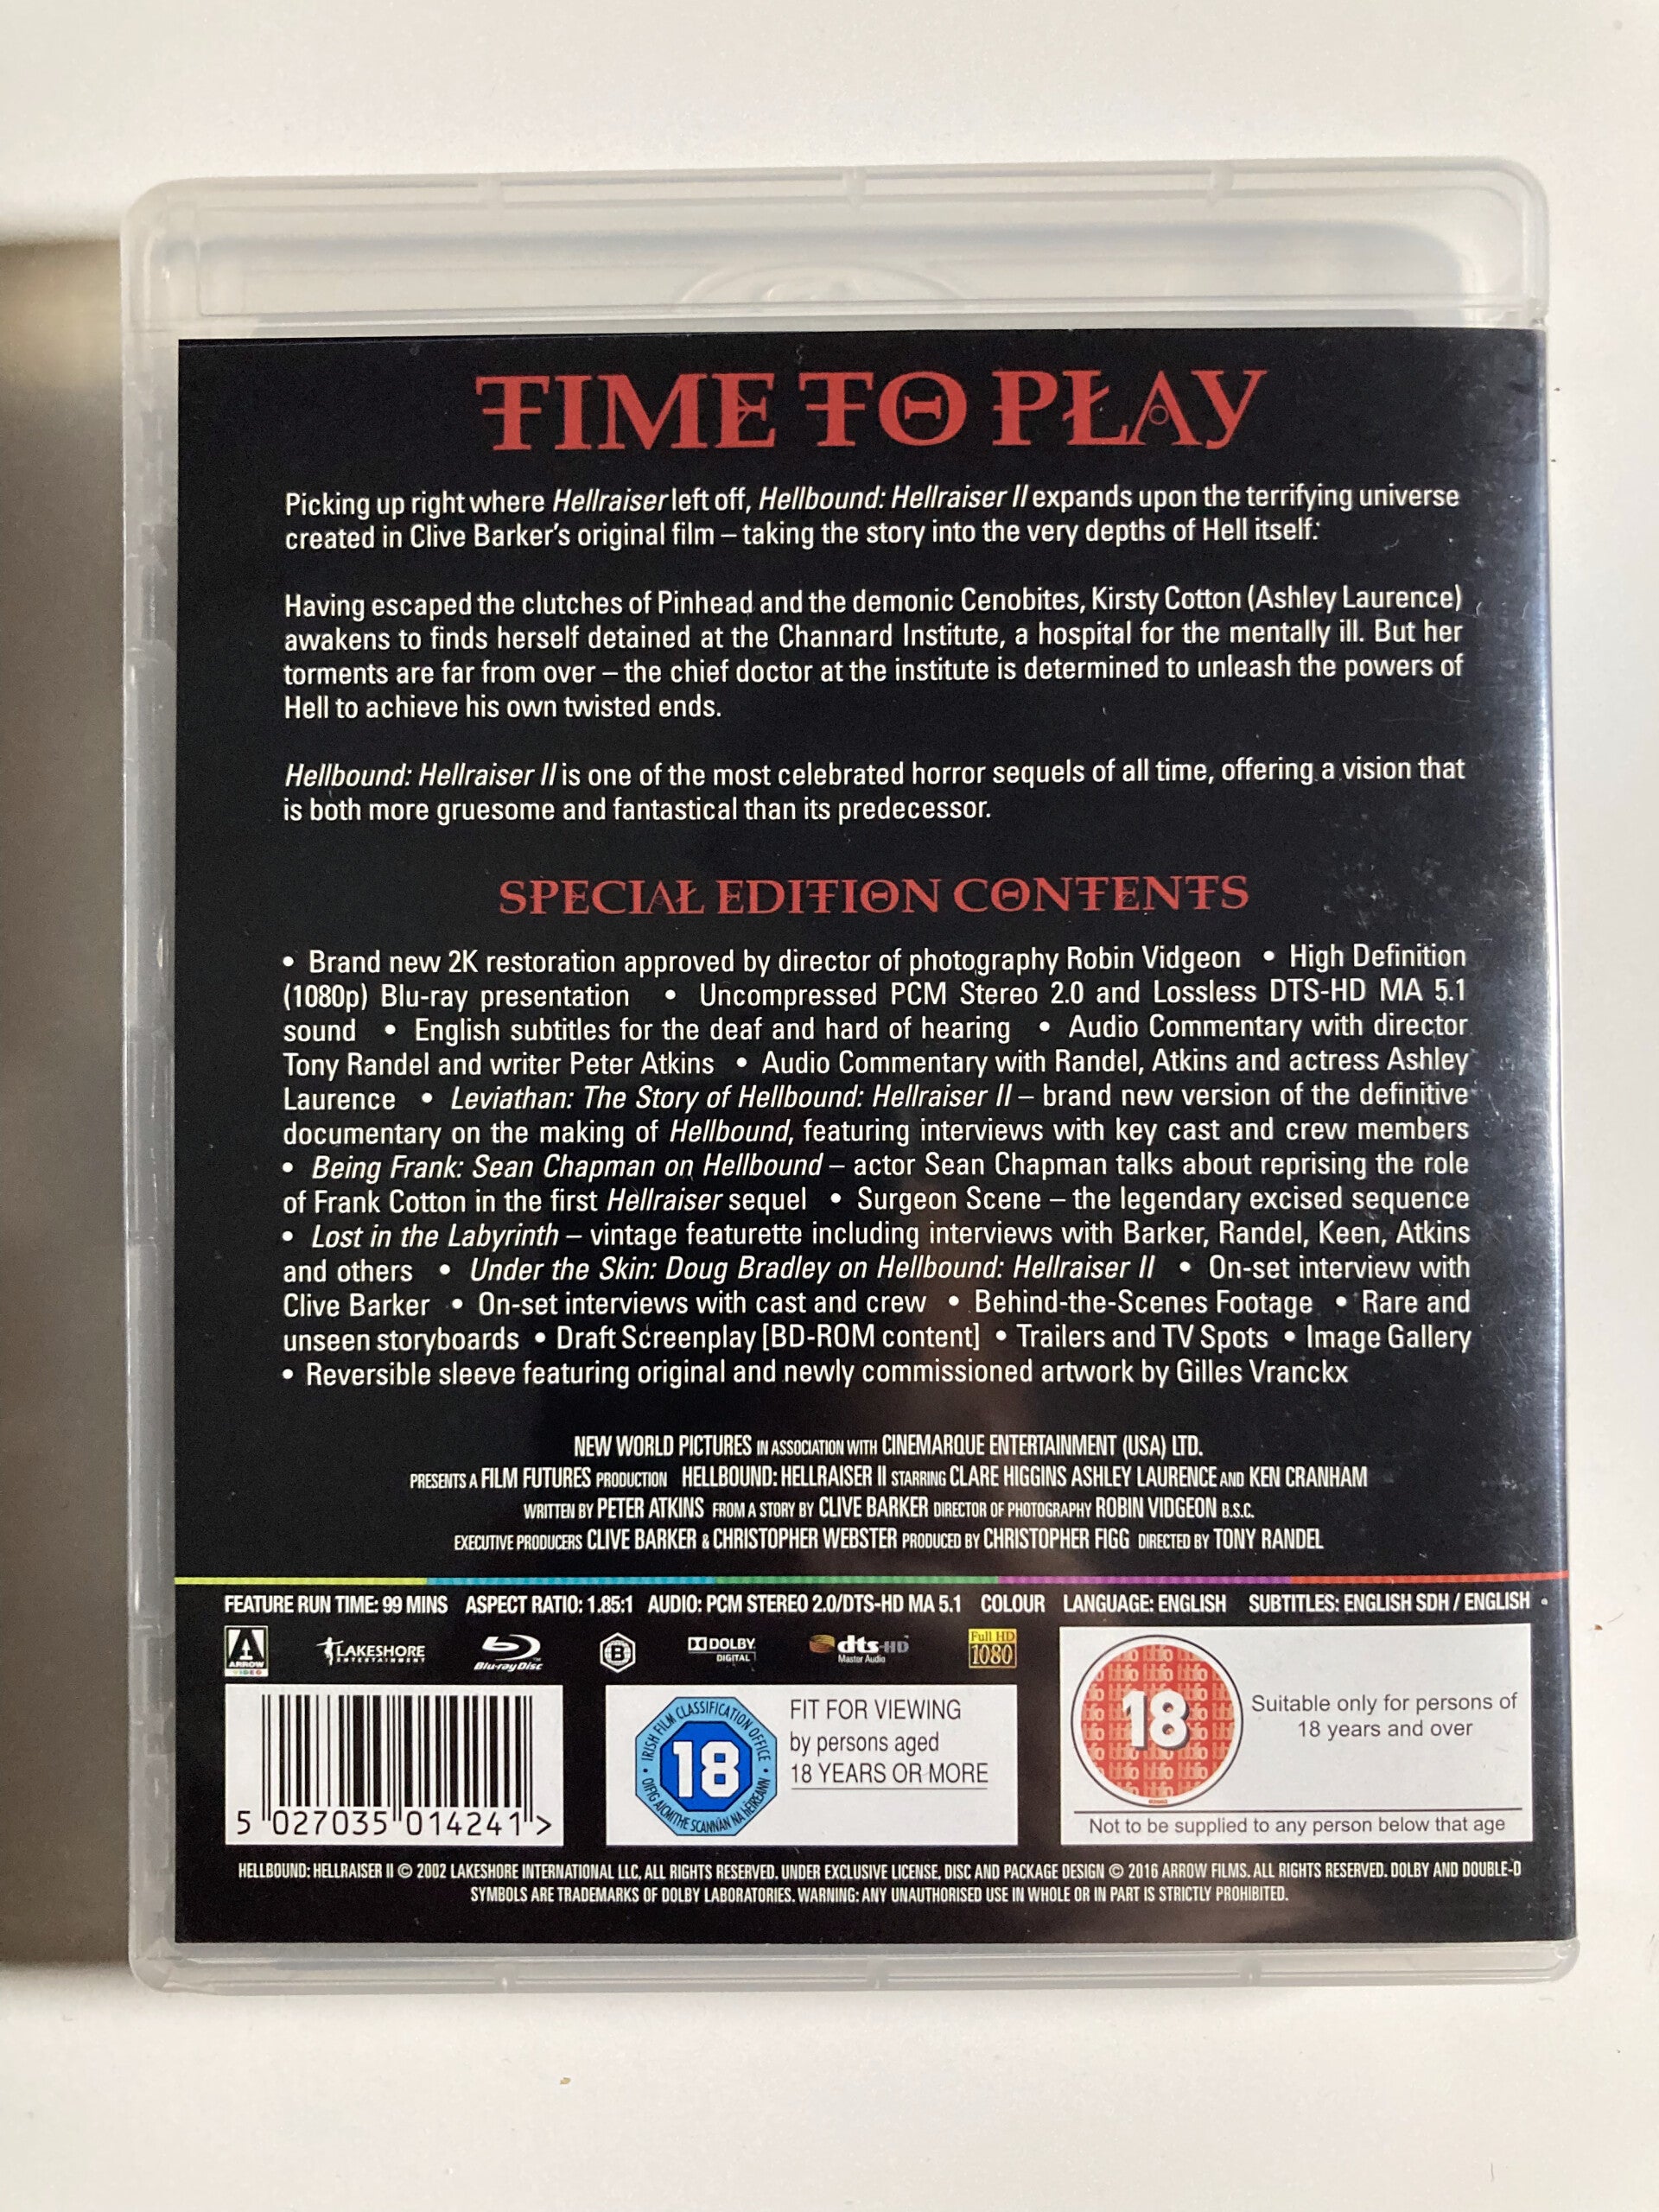 TIME TO PLAY
Picking up right where Hellraiser left off, Hellbound: Hellraiser II expands upon the terrifying universe
created in Clive Barker's original film – taking the story into the very depths of Hell itself:
Having escaped the clutches of Pinhead and the demonic Cenobites, Kirsty Cotton (Ashley Laurence)
awakens to finds herself detained at the Channard Institute, a hospital for the mentally ill. But her
torments are far from over – the chief doctor at the institute is determined to unleash the powers of
Hell to achieve his own twisted ends.
Hellbound: Hellraiser II is one of the most celebrated horror sequels of all time, offering a vision that
is both more gruesome and fantastical than its predecessor.
SPECIAL EDITION CONTENTS
• Brand new 2K restoration approved by director of photography Robin Vidgeon • High Definition
(1080p) Blu-ray presentation • Uncompressed PCM Stereo 2.0 and Lossless DTS-HD MA 5.1
sound • English subtitles for the deaf and hard of hearing • Audio Commentary with director
Tony Randel and writer Peter Atkins • Audio Commentary with Randel, Atkins and actress Ashley
Laurence • Leviathan: The Story of Hellbound: Hellraiser II – brand new version of the definitive
documentary on the making of Hellbound, featuring interviews with key cast and crew members
• Being Frank: Sean Chapman on Hellbound – actor Sean Chapman talks about reprising the role
of Frank Cotton in the first Hellraiser sequel • Surgeon Scene – the legendary excised sequence
• Lost in the Labyrinth – vintage featurette including interviews with Barker, Randel, Keen, Atkins
and others • Under the Skin: Doug Bradley on Hellbound: Hellraiser II • On-set interview with
Clive Barker • On-set interviews with cast and crew • Behind-the-Scenes Footage • Rare and
unseen storyboards • Draft Screenplay [BD-ROM content] • Trailers and TV Spots • Image Gallery
• Reversible sleeve featuring original and newly commissioned artwork by Gilles Vranckx
NEW WORLD PICTURES IN ASSOCIATION WITH CINEMARQUE ENTERTAINMENT (USA) LTD.
PRESENTS A FILM FUTURES PRODUCTION HELLBOUND: HELLRAISER II STARRING CLARE HIGGINS ASHLEY LAURENCE AND KEN CRANHAM
WRITTEN BY PETER ATKINS FROM A STORY BY CLIVE BARKER DIRECTOR OF PHOTOGRAPHY ROBIN VIDGEON B.S.C.
EXECUTIVE PRODUCERS CLIVE BARKER & CHRISTOPHER WEBSTER PRODUCED BY CHRISTOPHER FIGG DIRECTED BY TONY RANDEL
FEATURE RUN TIME: 99 MINS ASPECT RATIO: 1.85:1 AUDIO: PCM STEREO 2.0/DTS-HD MA 5.1 COLOUR LANGUAGE: ENGLISH SUBTITLES: ENGLISH SDH / ENGLISH
ARROW VIDEO LAKESHORE ENTERTAINMENT Blu-ray Disc B DOLBY DIGITAL dts-HD Master Audio Full HD 1080
5 027035 014241 >
IRISH FILM CLASSIFICATION OFFICE • OIFIG AICMITHE SCANNÁN NA HÉIREANN
18
FIT FOR VIEWING
by persons aged
18 YEARS OR MORE
bbfc
18
Suitable only for persons of
18 years and over
Not to be supplied to any person below that age
HELLBOUND: HELLRAISER II © 2002 LAKESHORE INTERNATIONAL LLC, ALL RIGHTS RESERVED. UNDER EXCLUSIVE LICENSE, DISC AND PACKAGE DESIGN © 2016 ARROW FILMS. ALL RIGHTS RESERVED. DOLBY AND DOUBLE-D
SYMBOLS ARE TRADEMARKS OF DOLBY LABORATORIES. WARNING: ANY UNAUTHORISED USE IN WHOLE OR IN PART IS STRICTLY PROHIBITED.